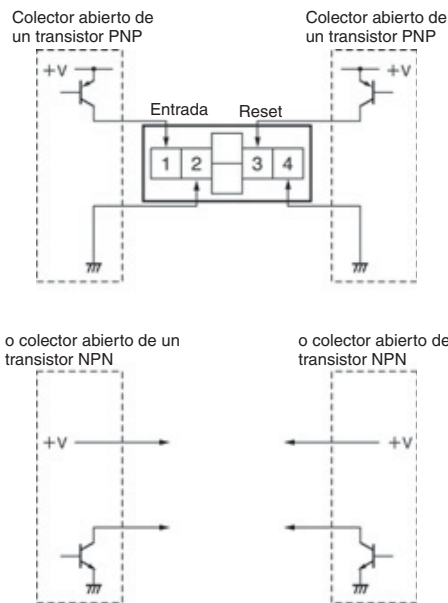 Colector abierto de
un transistor PNP
Colector abierto de
un transistor PNP
+V
+V
Entrada
Reset
1 2 3 4
o colector abierto de un
transistor NPN
o colector abierto de
transistor NPN
+V
+V